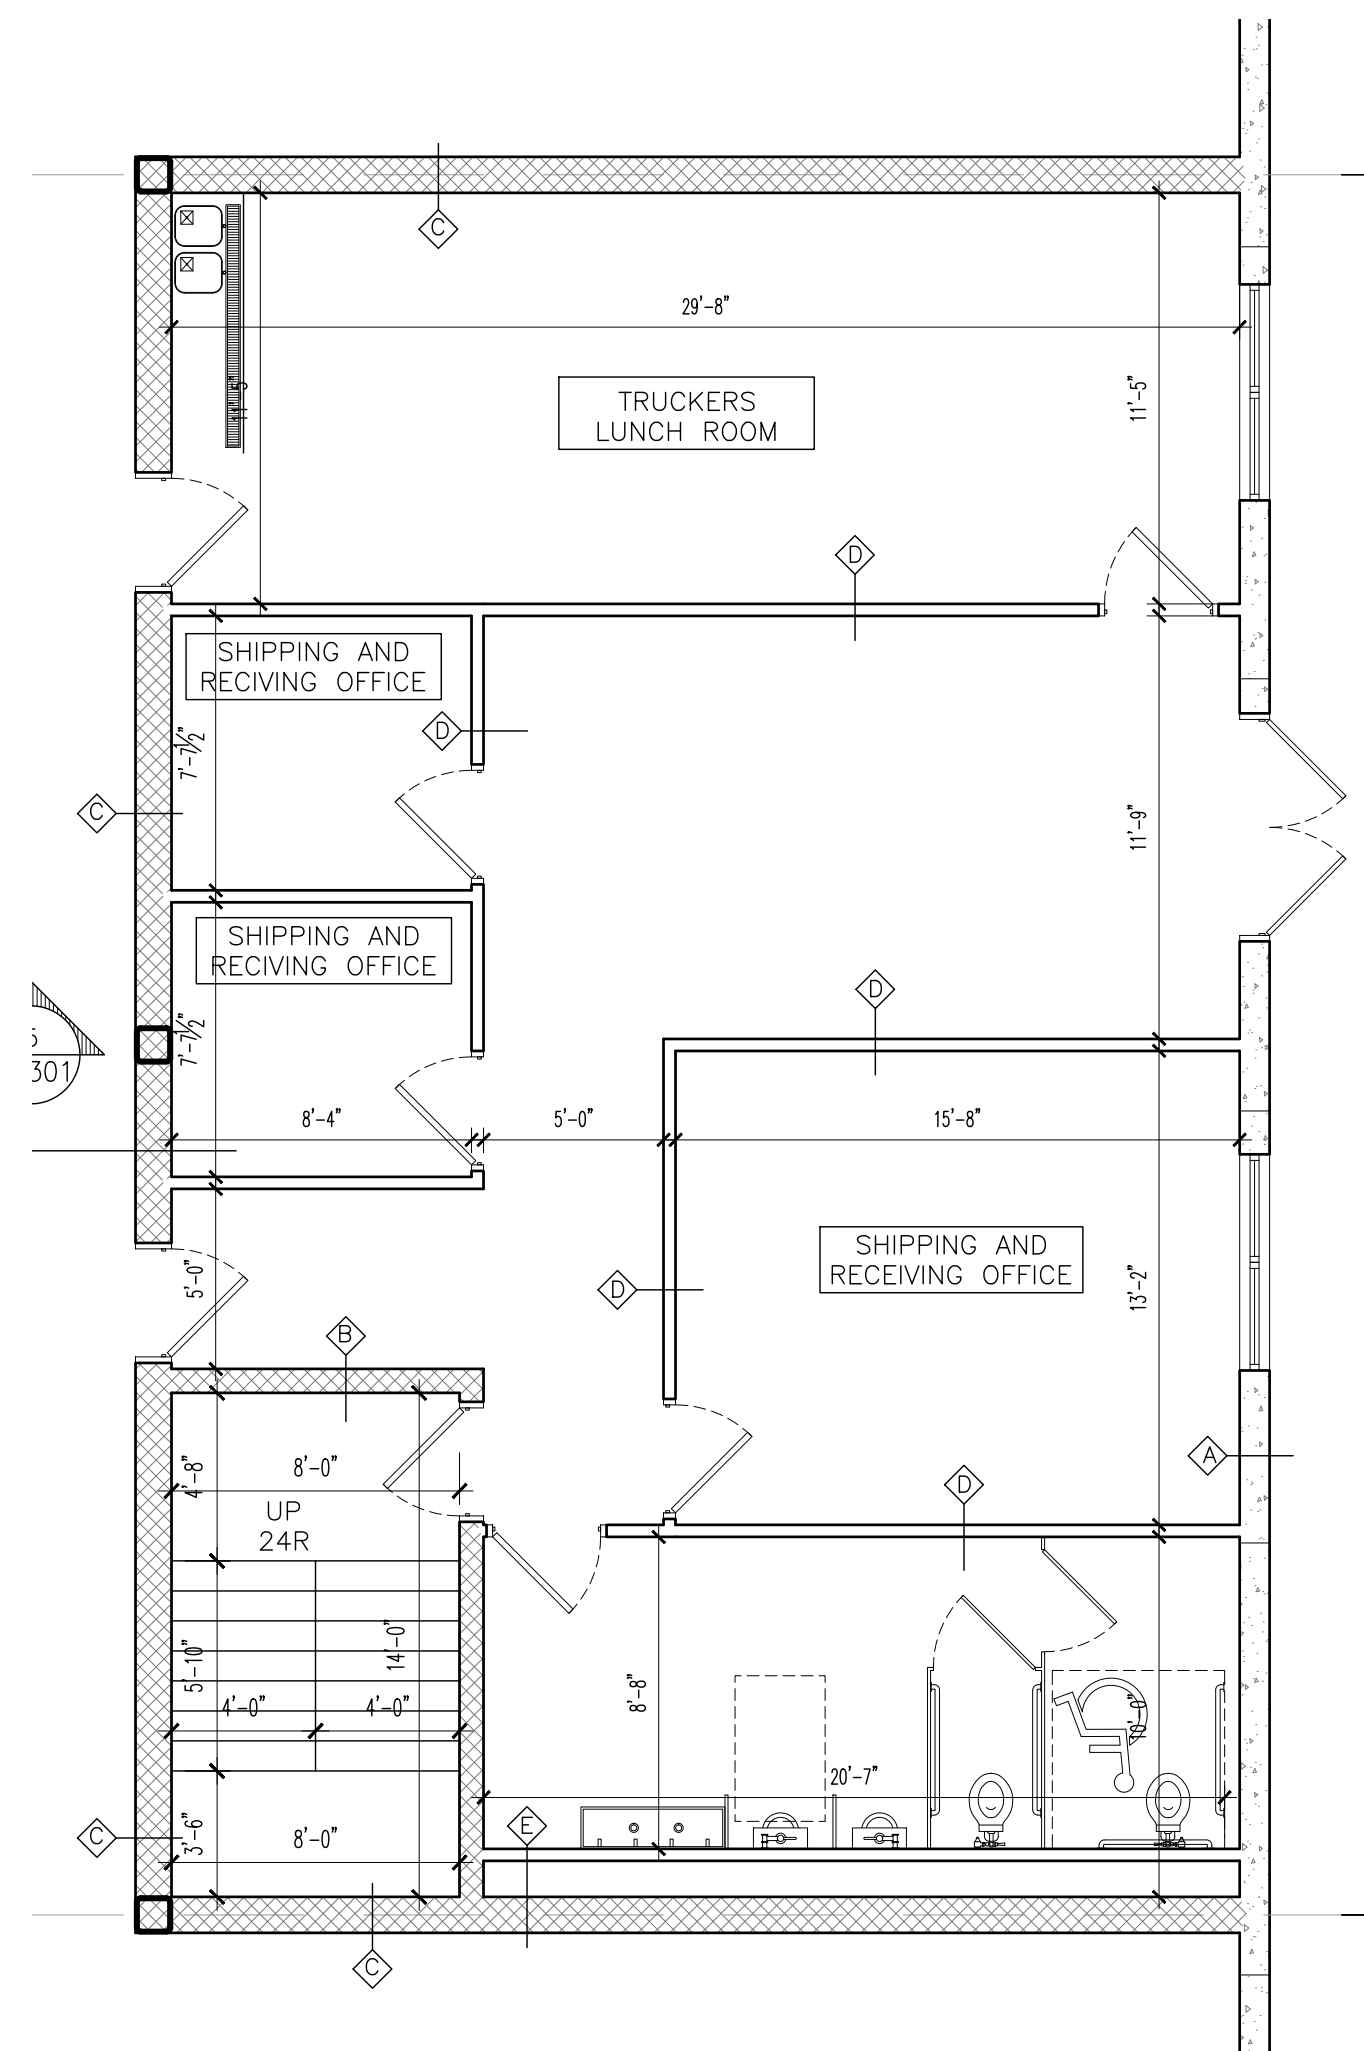 C
29'-8"
TRUCKERS
LUNCH ROOM
11'-5"
11'-5"
D
SHIPPING AND
RECIVING OFFICE
D
7'-7½"
C
11'-9"
SHIPPING AND
RECIVING OFFICE
D
7'-7½"
301
8'-4"
5'-0"
15'-8"
SHIPPING AND
RECEIVING OFFICE
5'-0"
D
13'-2"
B
A
4'-8"
8'-0"
D
UP
24R
5'-10"
14'-0"
4'-0"
4'-0"
8'-8"
10'-0"
20'-7"
C
3'-6"
8'-0"
E
C